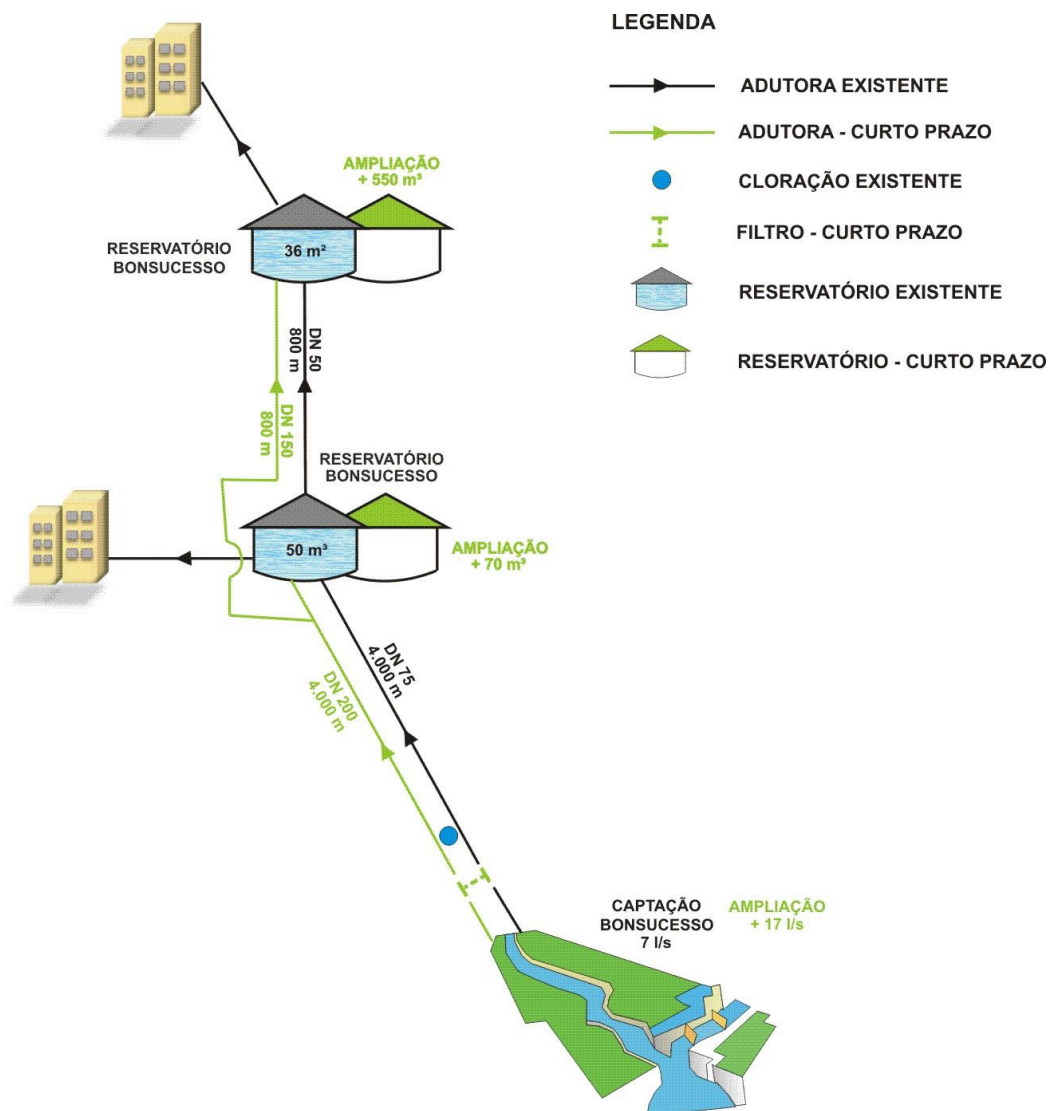 LEGENDA
ADUTORA EXISTENTE
ADUTORA - CURTO PRAZO
CLORAÇÃO EXISTENTE
FILTRO - CURTO PRAZO
RESERVATÓRIO EXISTENTE
RESERVATÓRIO - CURTO PRAZO
AMPLIAÇÃO
+ 550 m³
RESERVATÓRIO
BONSUCESSO
36 m²
DN 50
800 m
DN 150
800 m
RESERVATÓRIO
BONSUCESSO
50 m³
AMPLIAÇÃO
+ 70 m³
DN 75
4.000 m
DN 200
4.000 m
CAPTAÇÃO
BONSUCESSO
7 l/s
AMPLIAÇÃO
+ 17 l/s